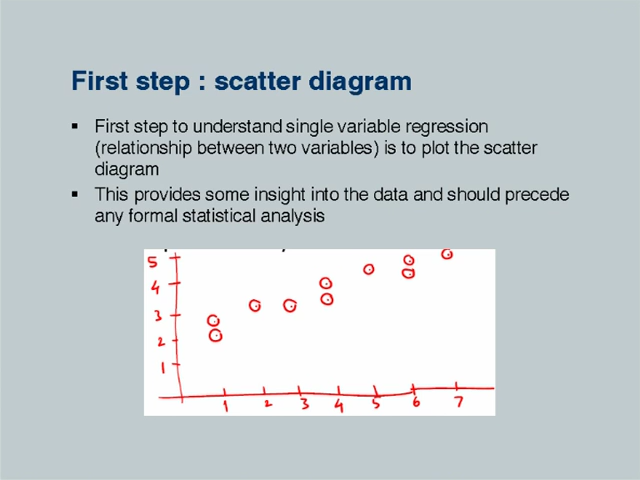 First step : scatter diagram
▪ First step to understand single variable regression
(relationship between two variables) is to plot the scatter
diagram
▪ This provides some insight into the data and should precede
any formal statistical analysis
5
4
3
2
1
1 2 3 4 5 6 7